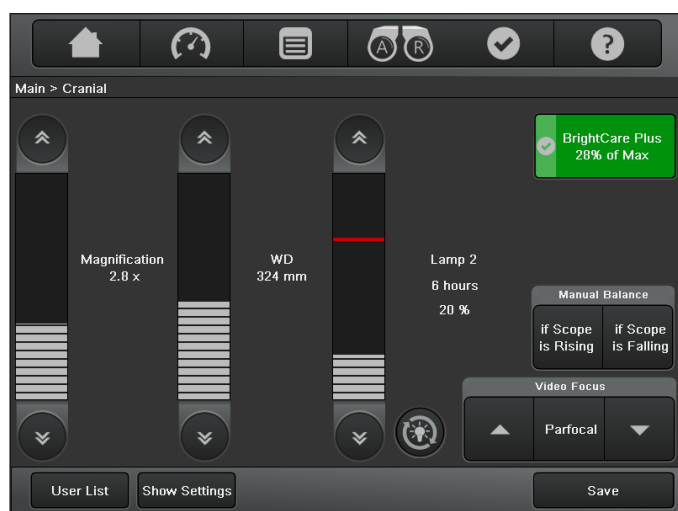 A R ?
Main > Cranial
BrightCare Plus
28% of Max
Magnification
2.8 x
WD
324 mm
Lamp 2
6 hours
20 %
Manual Balance
if Scope
is Rising
if Scope
is Falling
Video Focus
Parfocal
User List
Show Settings
Save